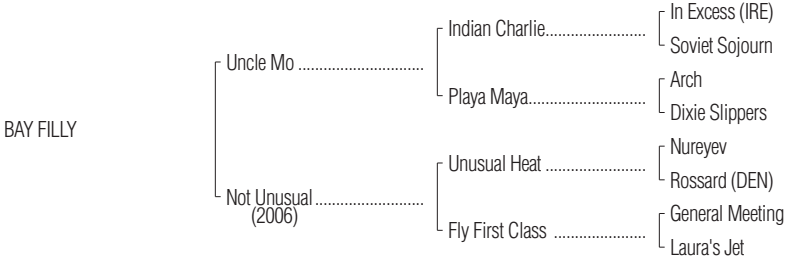 In Excess (IRE)
Indian Charlie........................
Soviet Sojourn
Uncle Mo ..............................
Arch
Playa Maya............................
Dixie Slippers
BAY FILLY
Nureyev
Unusual Heat ........................
Rossard (DEN)
Not Unusual..........................
(2006)
General Meeting
Fly First Class ......................
Laura's Jet